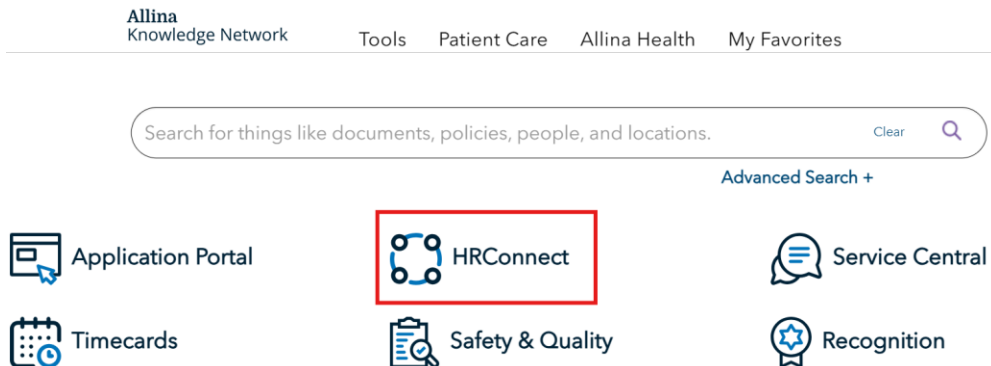 Allina
Knowledge Network
Tools Patient Care Allina Health My Favorites
Search for things like documents, policies, people, and locations. Clear
Advanced Search +
Application Portal HRConnect Service Central
Timecards Safety & Quality Recognition